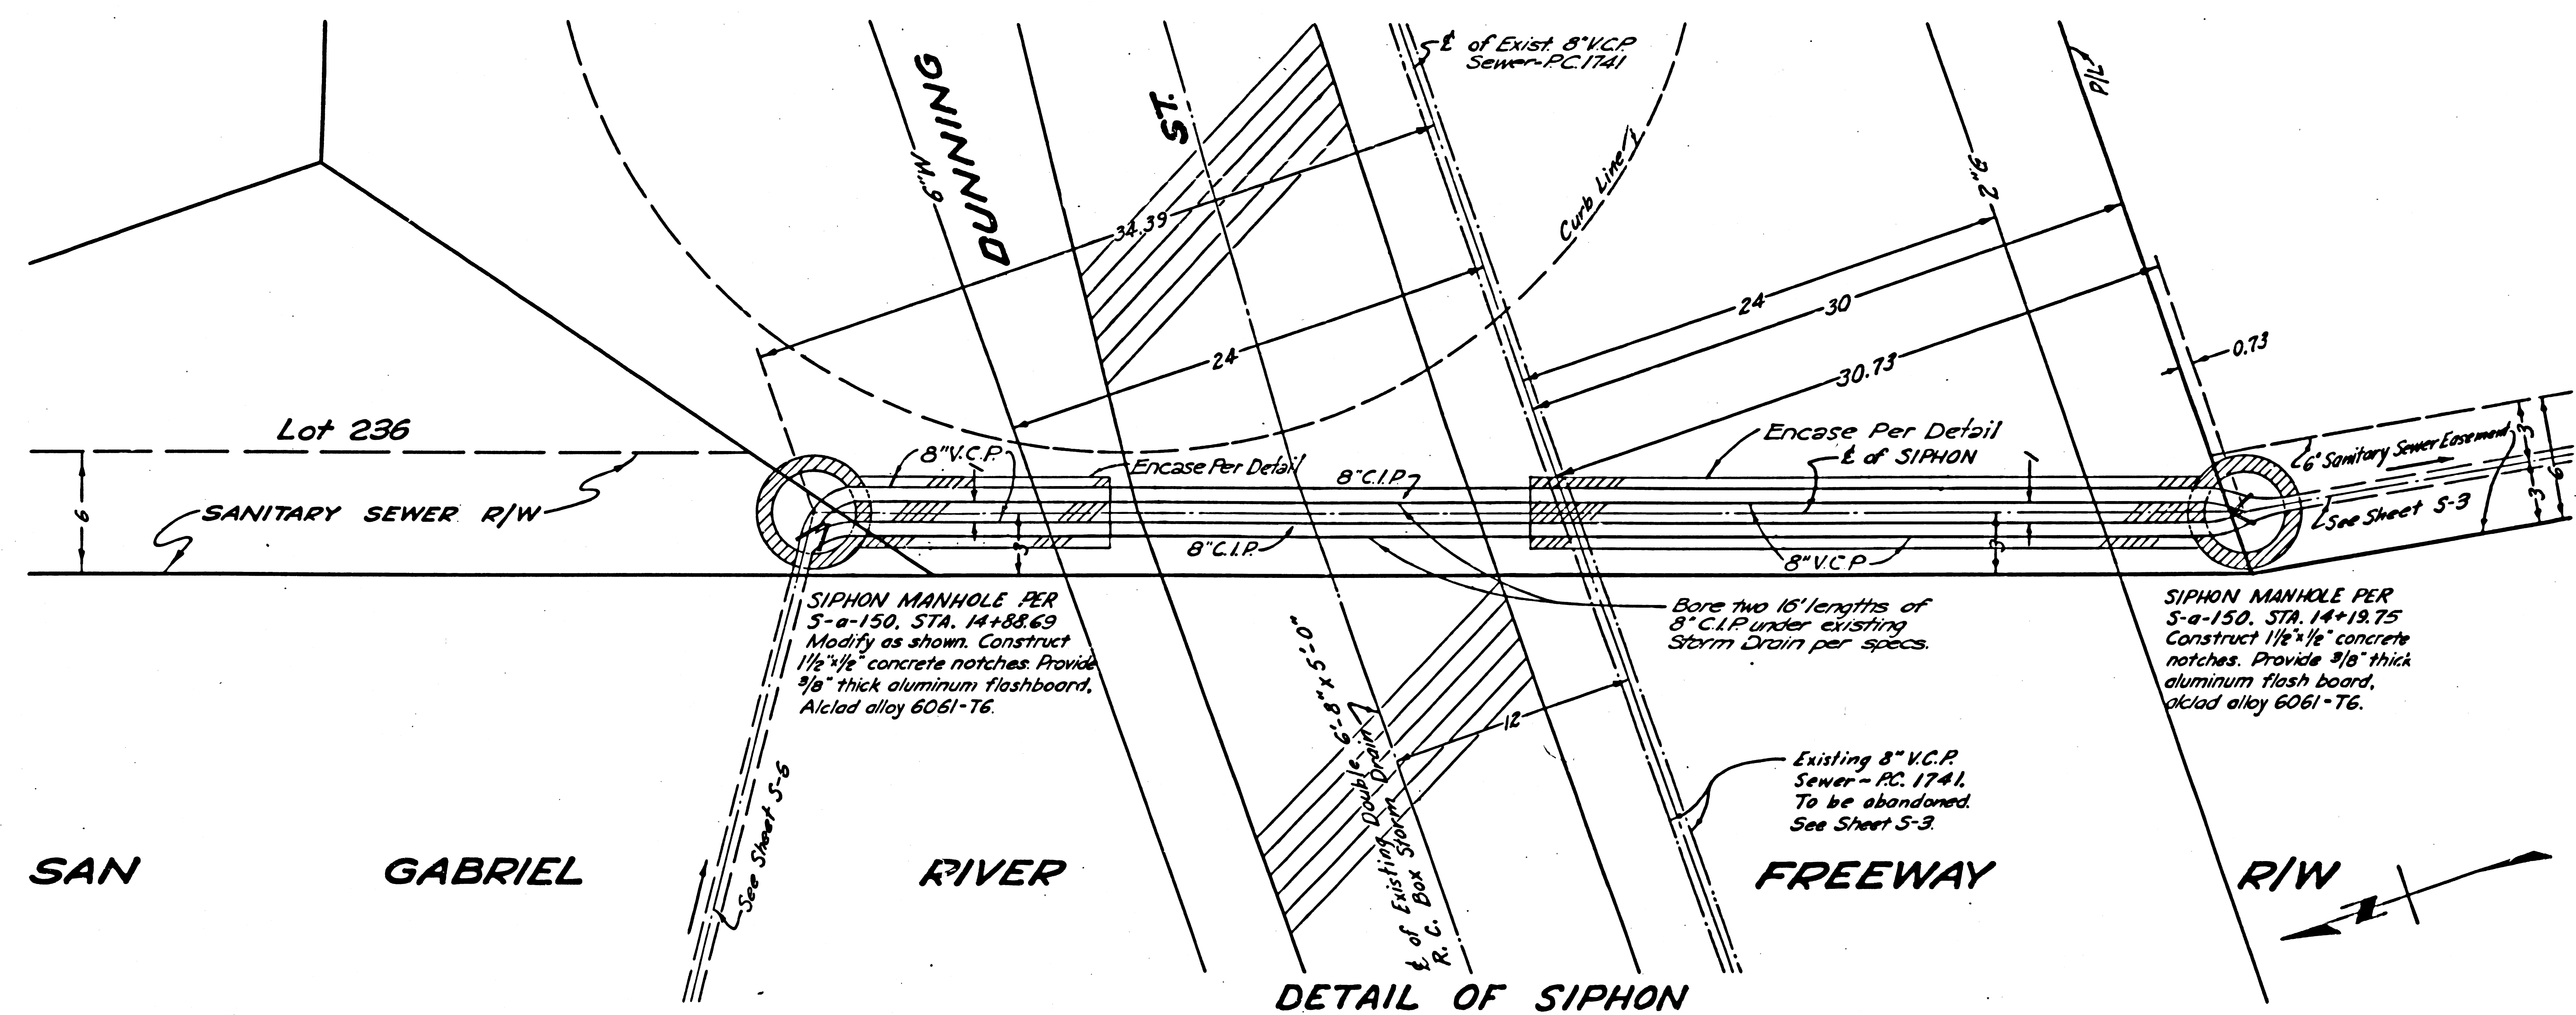 ℄ of Exist. 8" V.C.P.
Sewer-P.C. 1741
P/L
DUNNING
ST.
6" W.
6" 2
Curb Line
34.39
24
24
30
30.73
0.73
Lot 236
6
SANITARY SEWER R/W
8" V.C.P.
Encase Per Detail
8" C.I.P.
8" C.I.P.
3
Encase Per Detail
℄ of SIPHON
8" V.C.P.
3
6' Sanitary Sewer Easement
See Sheet S-3
3
3
6
SIPHON MANHOLE PER
S-a-150. STA. 14+88.69
Modify as shown. Construct
1½"x½" concrete notches. Provide
3/8" thick aluminum flashboard,
Alclad alloy 6061-T6.
Bore two 16' lengths of
8" C.I.P. under existing
Storm Drain per specs.
SIPHON MANHOLE PER
S-a-150. STA. 14+19.75
Construct 1½"x½" concrete
notches. Provide 3/8" thick
aluminum flash board,
alclad alloy 6061-T6.
12
℄ of Existing Double 6'-8" x 5'-0"
R. C. Box Storm Drain
See Sheet S-6
Existing 8" V.C.P.
Sewer - P.C. 1741.
To be abandoned.
See Sheet S-3.
SAN GABRIEL RIVER FREEWAY R/W
N
DETAIL OF SIPHON